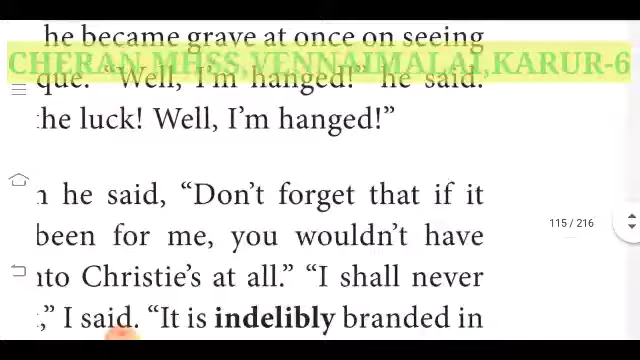 he became grave at once on seeing
CHERAN MHSS,VENNAIMALAI,KARUR-6
que. “Well, I’m hanged!” he said.
he luck! Well, I’m hanged!”
he said, “Don’t forget that if it
been for me, you wouldn’t have
nto Christie’s at all.” “I shall never
,” I said. “It is indelibly branded in
115 / 216